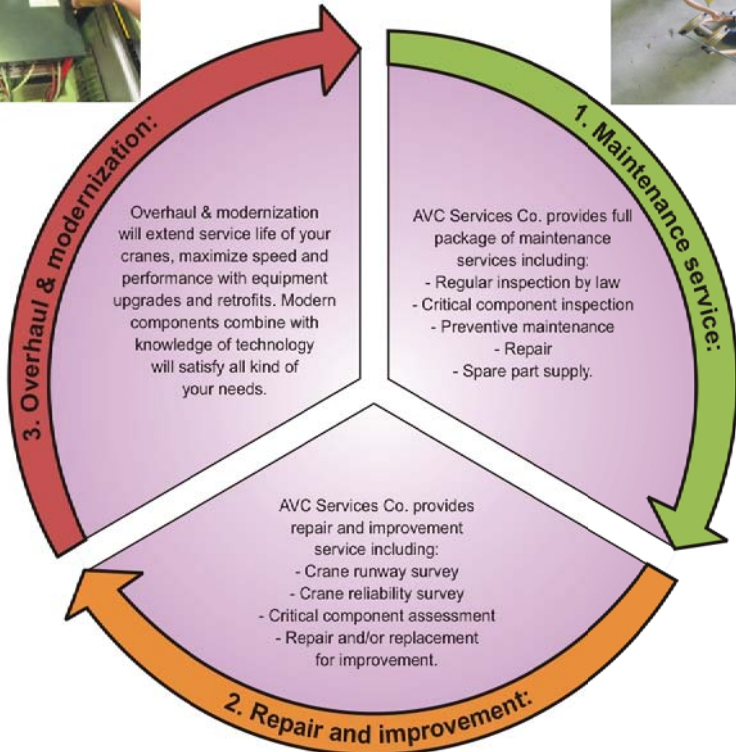 1. Maintenance service:
AVC Services Co. provides full
package of maintenance
services including:
- Regular inspection by law
- Critical component inspection
- Preventive maintenance
- Repair
- Spare part supply.
2. Repair and improvement:
AVC Services Co. provides
repair and improvement
service including:
- Crane runway survey
- Crane reliability survey
- Critical component assessment
- Repair and/or replacement
for improvement.
3. Overhaul & modernization:
Overhaul & modernization
will extend service life of your
cranes, maximize speed and
performance with equipment
upgrades and retrofits. Modern
components combine with
knowledge of technology
will satisfy all kind of
your needs.